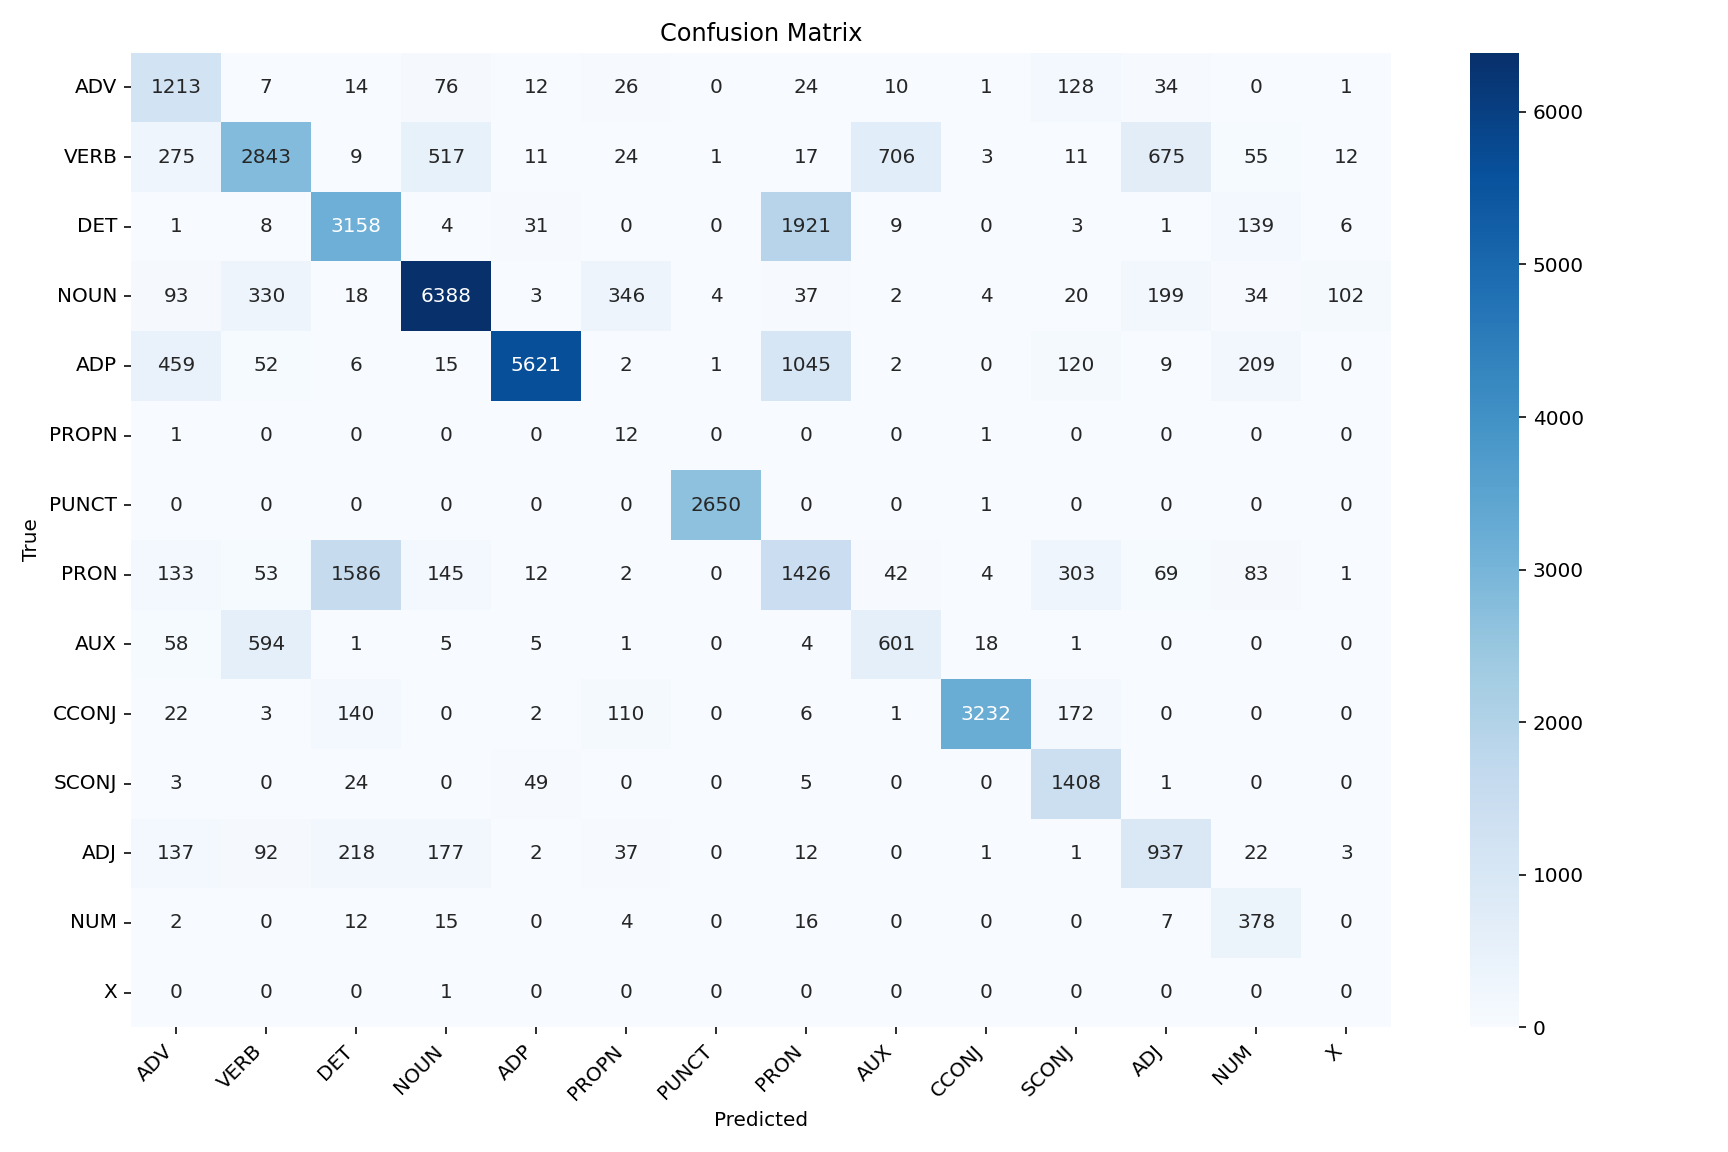 Confusion Matrix
ADV 1213 7 14 76 12 26 0 24 10 1 128 34 0 1
VERB 275 2843 9 517 11 24 1 17 706 3 11 675 55 12
DET 1 8 3158 4 31 0 0 1921 9 0 3 1 139 6
NOUN 93 330 18 6388 3 346 4 37 2 4 20 199 34 102
ADP 459 52 6 15 5621 2 1 1045 2 0 120 9 209 0
PROPN 1 0 0 0 0 12 0 0 0 1 0 0 0 0
PUNCT 0 0 0 0 0 0 2650 0 0 1 0 0 0 0
PRON 133 53 1586 145 12 2 0 1426 42 4 303 69 83 1
AUX 58 594 1 5 5 1 0 4 601 18 1 0 0 0
CCONJ 22 3 140 0 2 110 0 6 1 3232 172 0 0 0
SCONJ 3 0 24 0 49 0 0 5 0 0 1408 1 0 0
ADJ 137 92 218 177 2 37 0 12 0 1 1 937 22 3
NUM 2 0 12 15 0 4 0 16 0 0 0 7 378 0
X 0 0 0 1 0 0 0 0 0 0 0 0 0 0
ADV VERB DET NOUN ADP PROPN PUNCT PRON AUX CCONJ SCONJ ADJ NUM X
Predicted
True
6000
5000
4000
3000
2000
1000
0